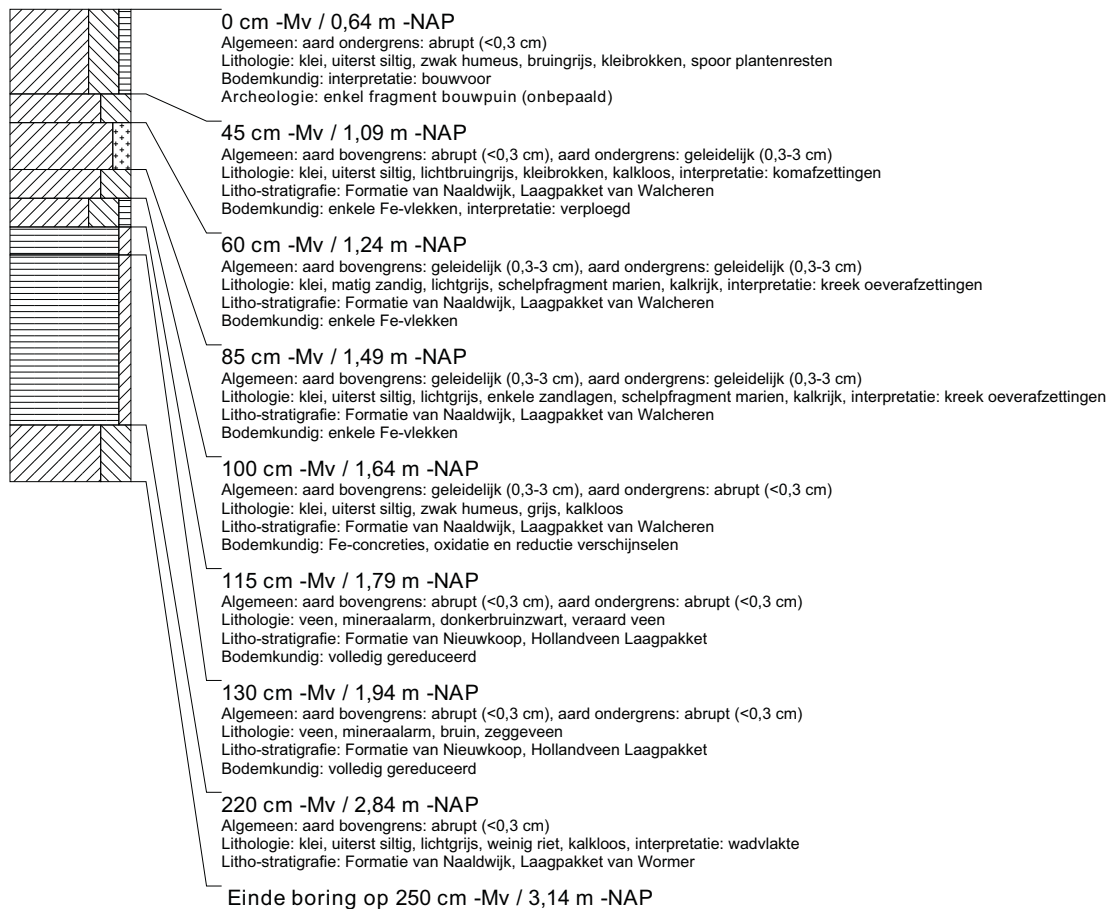 0 cm -Mv / 0,64 m -NAP
Algemeen: aard ondergrens: abrupt (<0,3 cm)
Lithologie: klei, uiterst siltig, zwak humeus, bruingrijs, kleibrokken, spoor plantenresten
Bodemkundig: interpretatie: bouwvoor
Archeologie: enkel fragment bouwpuin (onbepaald)
45 cm -Mv / 1,09 m -NAP
Algemeen: aard bovengrens: abrupt (<0,3 cm), aard ondergrens: geleidelijk (0,3-3 cm)
Lithologie: klei, uiterst siltig, lichtbruingrijs, kleibrokken, kalkloos, interpretatie: komafzettingen
Litho-stratigrafie: Formatie van Naaldwijk, Laagpakket van Walcheren
Bodemkundig: enkele Fe-vlekken, interpretatie: verploegd
60 cm -Mv / 1,24 m -NAP
Algemeen: aard bovengrens: geleidelijk (0,3-3 cm), aard ondergrens: geleidelijk (0,3-3 cm)
Lithologie: klei, matig zandig, lichtgrijs, schelpfragment marien, kalkrijk, interpretatie: kreek oeverafzettingen
Litho-stratigrafie: Formatie van Naaldwijk, Laagpakket van Walcheren
Bodemkundig: enkele Fe-vlekken
85 cm -Mv / 1,49 m -NAP
Algemeen: aard bovengrens: geleidelijk (0,3-3 cm), aard ondergrens: geleidelijk (0,3-3 cm)
Lithologie: klei, uiterst siltig, lichtgrijs, enkele zandlagen, schelpfragment marien, kalkrijk, interpretatie: kreek oeverafzettingen
Litho-stratigrafie: Formatie van Naaldwijk, Laagpakket van Walcheren
Bodemkundig: enkele Fe-vlekken
100 cm -Mv / 1,64 m -NAP
Algemeen: aard bovengrens: geleidelijk (0,3-3 cm), aard ondergrens: abrupt (<0,3 cm)
Lithologie: klei, uiterst siltig, zwak humeus, grijs, kalkloos
Litho-stratigrafie: Formatie van Naaldwijk, Laagpakket van Walcheren
Bodemkundig: Fe-concreties, oxidatie en reductie verschijnselen
115 cm -Mv / 1,79 m -NAP
Algemeen: aard bovengrens: abrupt (<0,3 cm), aard ondergrens: abrupt (<0,3 cm)
Lithologie: veen, mineraalarm, donkerbruinzwart, veraard veen
Litho-stratigrafie: Formatie van Nieuwkoop, Hollandveen Laagpakket
Bodemkundig: volledig gereduceerd
130 cm -Mv / 1,94 m -NAP
Algemeen: aard bovengrens: abrupt (<0,3 cm), aard ondergrens: abrupt (<0,3 cm)
Lithologie: veen, mineraalarm, bruin, zeggeveen
Litho-stratigrafie: Formatie van Nieuwkoop, Hollandveen Laagpakket
Bodemkundig: volledig gereduceerd
220 cm -Mv / 2,84 m -NAP
Algemeen: aard bovengrens: abrupt (<0,3 cm)
Lithologie: klei, uiterst siltig, lichtgrijs, weinig riet, kalkloos, interpretatie: wadvlakte
Litho-stratigrafie: Formatie van Naaldwijk, Laagpakket van Wormer
Einde boring op 250 cm -Mv / 3,14 m -NAP